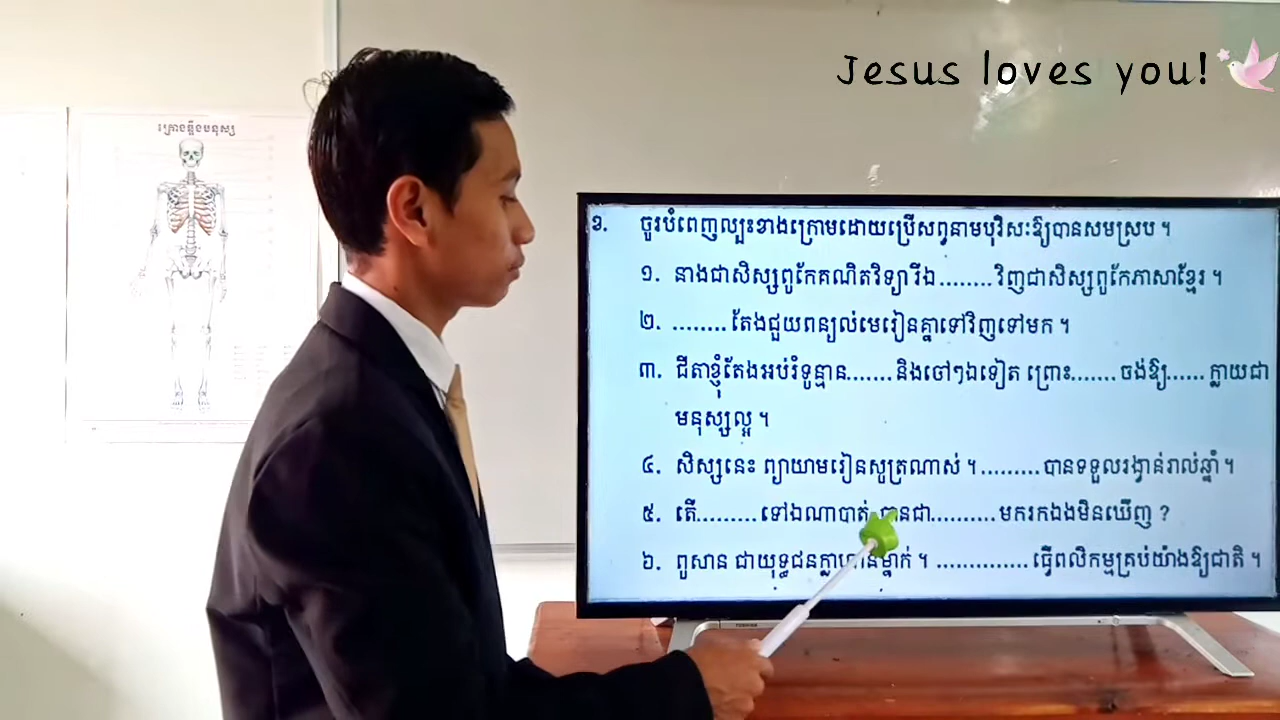 Jesus loves you!
គ្រោងឆ្អឹងមនុស្ស
ខ. ចូរបំពេញល្បះខាងក្រោមដោយប្រើសព្វនាមបុរិសៈឱ្យបានសមស្រប ។
១. នាងជាសិស្សពូកែគណិតវិទ្យា រីឯ ........ វិញជាសិស្សពូកែភាសាខ្មែរ ។
២. ........ តែងជួយពន្យល់មេរៀនគ្នាទៅវិញទៅមក ។
៣. ជីតាខ្ញុំតែងអប់រំទូន្មាន....... និងចៅៗឯទៀត ព្រោះ....... ចង់ឱ្យ...... ក្លាយជា
មនុស្សល្អ ។
៤. សិស្សនេះ ព្យាយាមរៀនសូត្រណាស់ ។ ......... បានទទួលរង្វាន់រាល់ឆ្នាំ ។
៥. តើ......... ទៅឯណាបាត់ បានជា.......... មករកឯងមិនឃើញ ?
៦. ពូសាន ជាយុទ្ធជនក្លាហានម្នាក់ ។ .............. ធ្វើពលិកម្មគ្រប់យ៉ាងឱ្យជាតិ ។
TOSHIBA